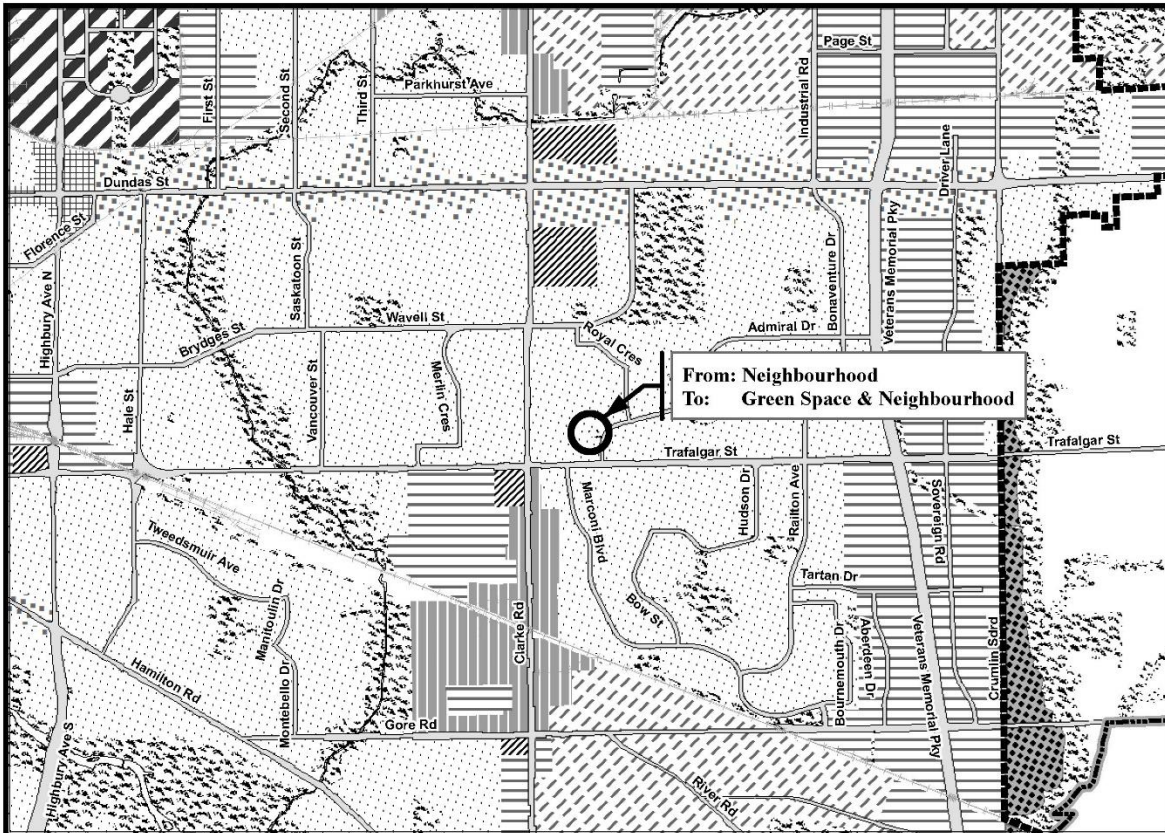 Page St
First St
Second St
Third St
Parkhurst Ave
Industrial Rd
Driver Lane
Dundas St
Florence St
Highbury Ave N
Saskatoon St
Veterans Memorial Pky
Bonaventure Dr
Wavell St
Brydges St
Royal Cres
Admiral Dr
From: Neighbourhood
To: Green Space & Neighbourhood
Hale St
Vancouver St
Merlin Cres
Trafalgar St
Trafalgar St
Marconi Blvd
Hudson Dr
Railton Ave
Sovereign Rd
Tweedsmuir Ave
Manitoulin Dr
Tartan Dr
Bow St
Clarke Rd
Hamilton Rd
Montebello Dr
Bournemouth Dr
Aberdeen Dr
Veterans Memorial Pky
Crumlin Sdrd
Gore Rd
Highbury Ave S
River Rd